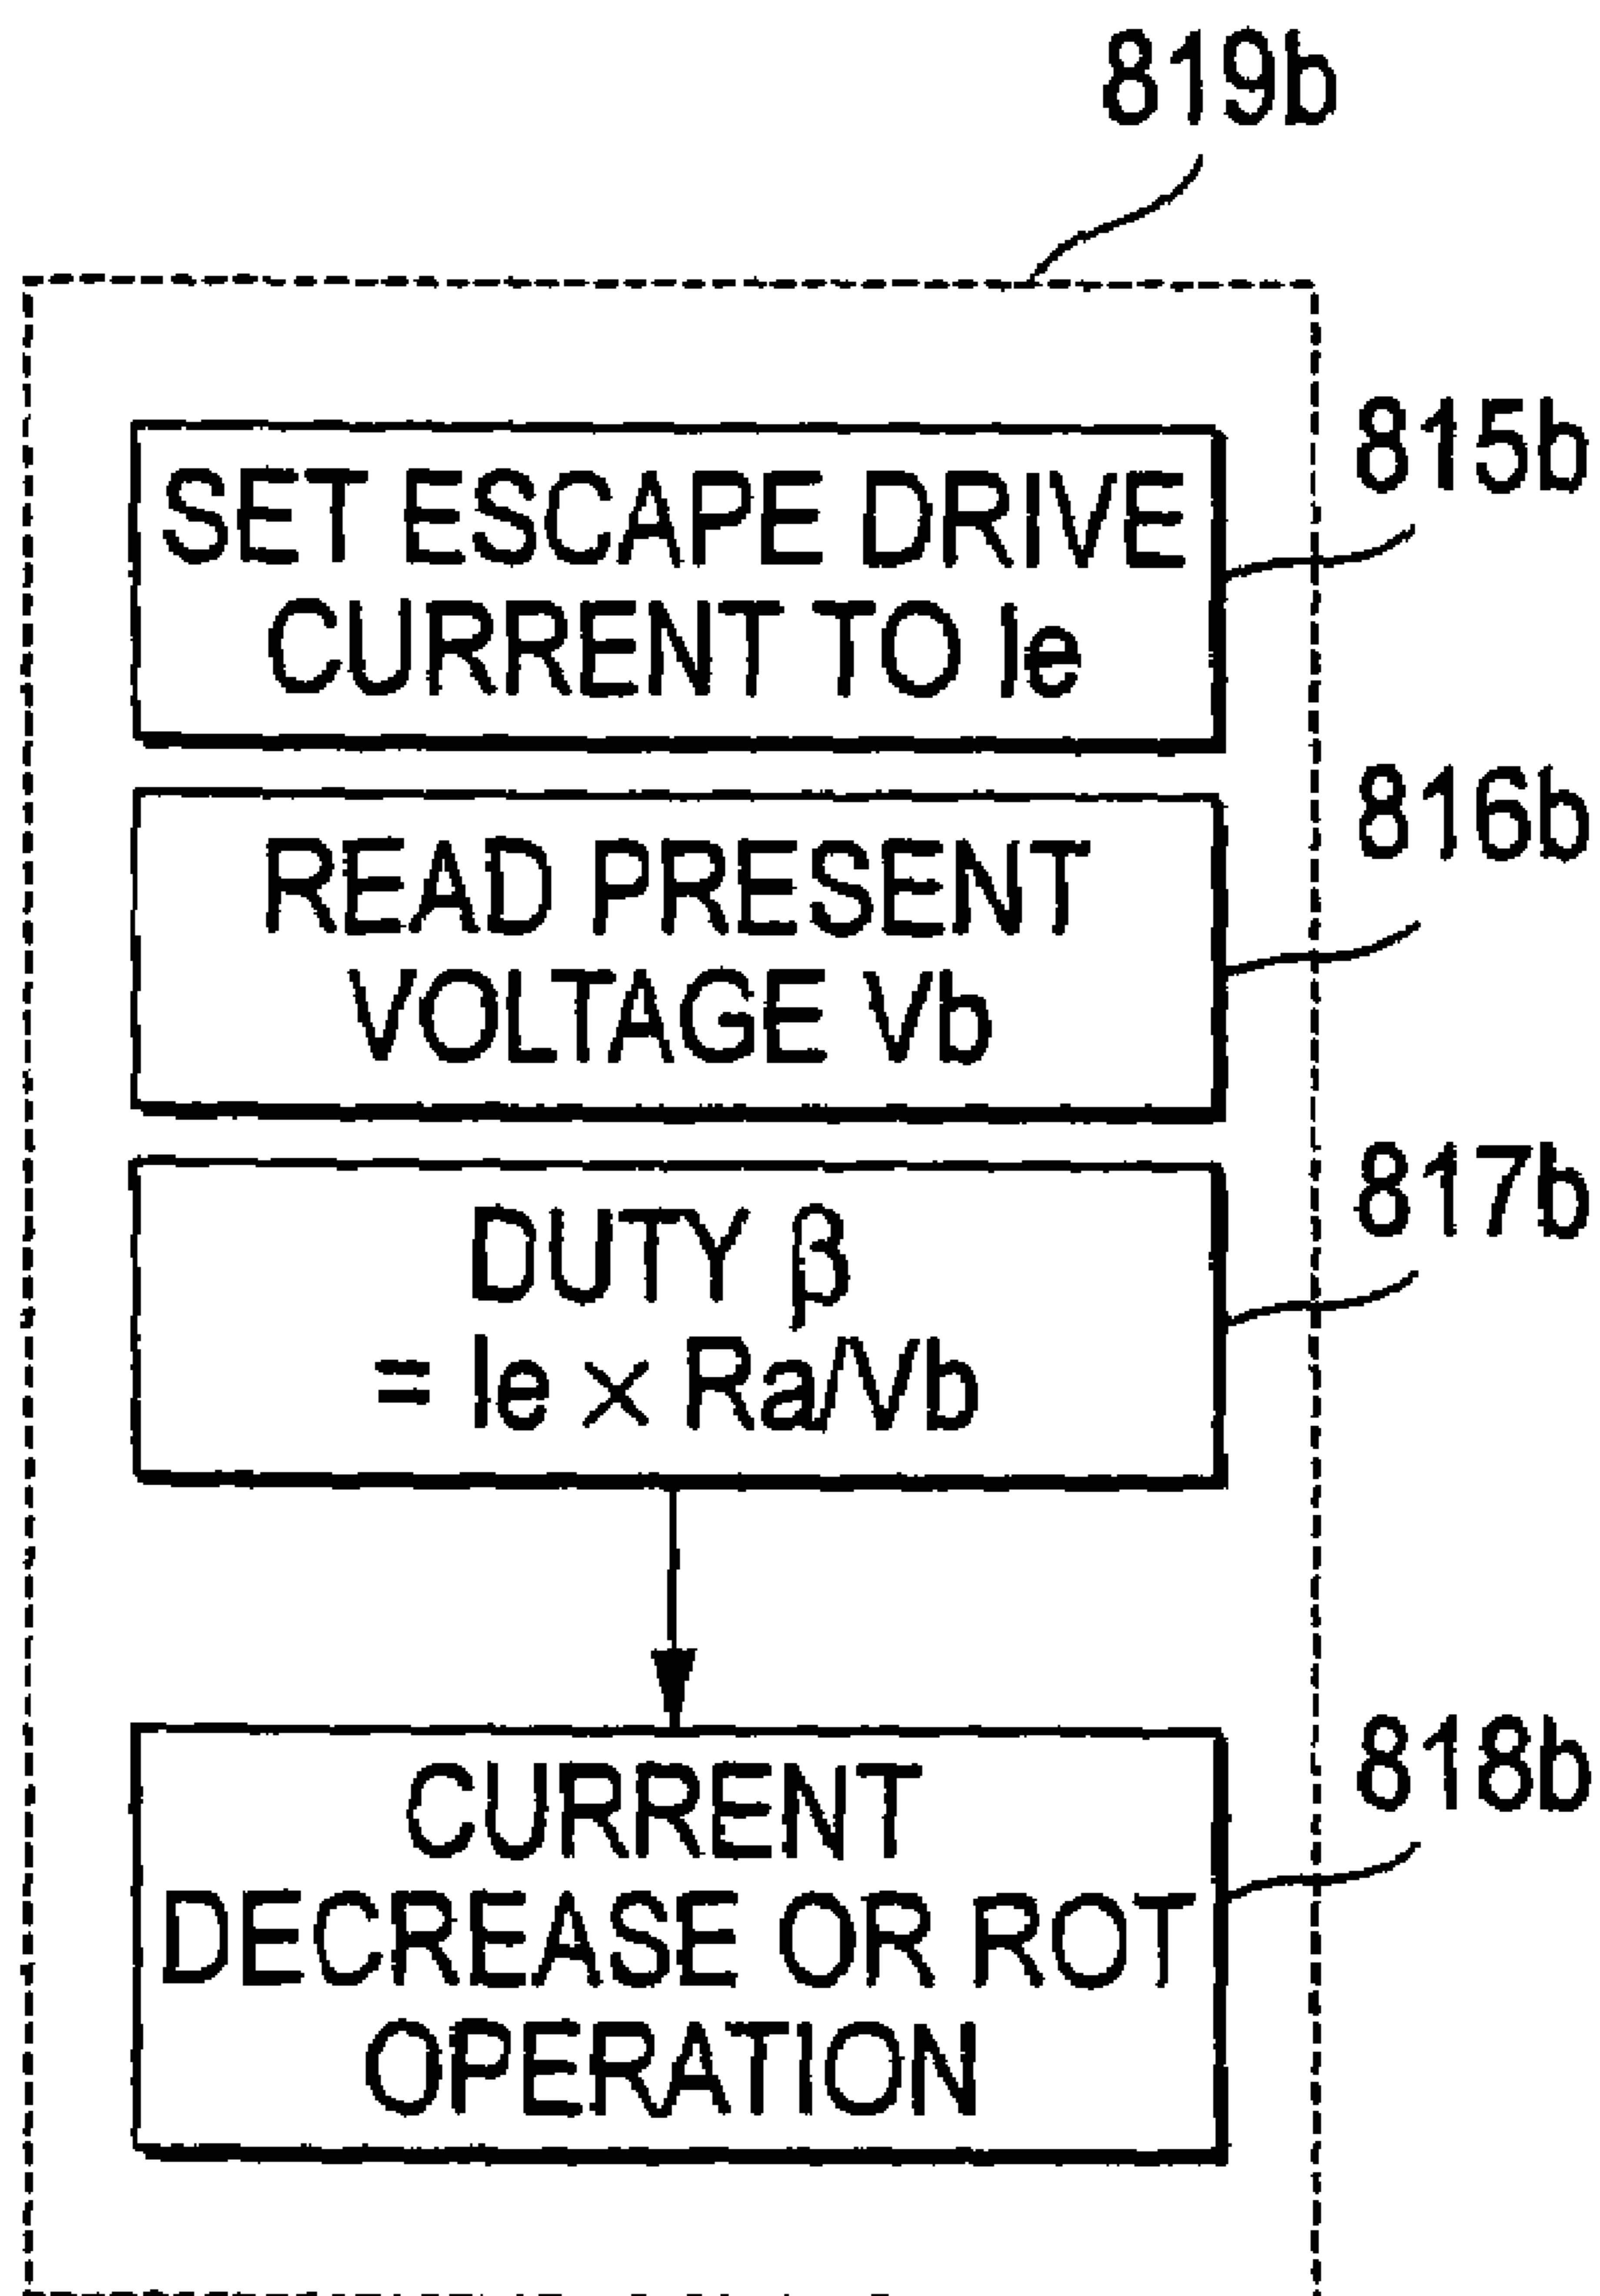 819b
SET ESCAPE DRIVE
CURRENT TO Ie
815b
READ PRESENT
VOLTAGE Vb
816b
DUTY β
= Ie × Ra/Vb
817b
CURRENT
DECREASE OR ROT
OPERATION
818b